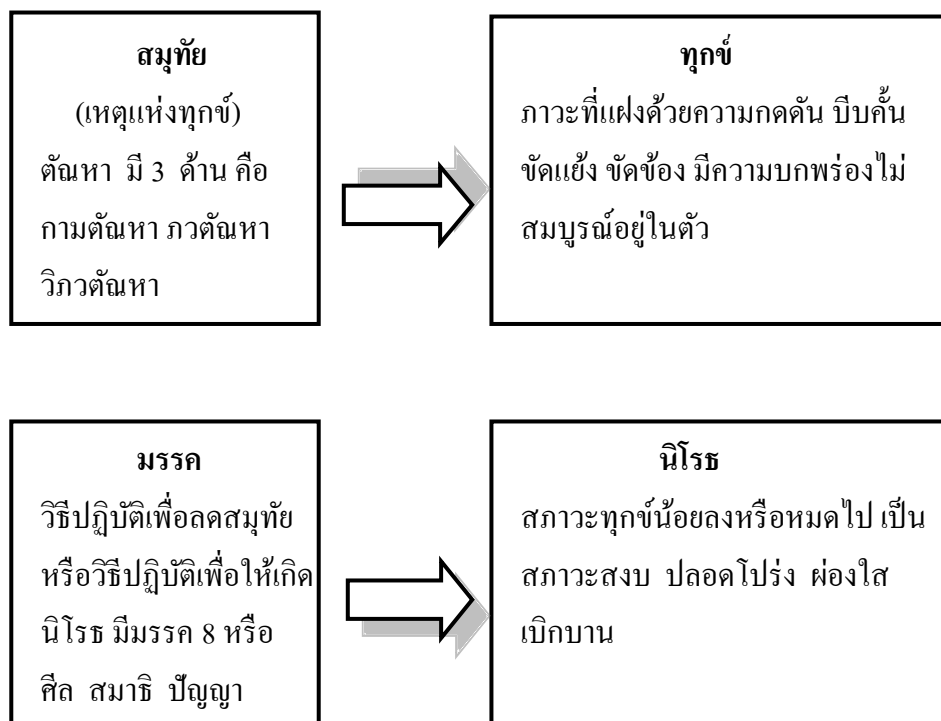 สมุทัย
(เหตุแห่งทุกข์)
ตัณหา มี 3 ด้าน คือ
กามตัณหา ภวตัณหา
วิภวตัณหา
ทุกข์
ภาวะที่แฝงด้วยความกดดัน บีบคั้น
ขัดแย้ง ขัดข้อง มีความบกพร่องไม่
สมบูรณ์อยู่ในตัว
มรรค
วิธีปฏิบัติเพื่อลดสมุทัย
หรือวิธีปฏิบัติเพื่อให้เกิด
นิโรธ มีมรรค 8 หรือ
ศีล สมาธิ ปัญญา
นิโรธ
สภาวะทุกข์น้อยลงหรือหมดไป เป็น
สภาวะสงบ ปลอดโปร่ง ผ่องใส
เบิกบาน